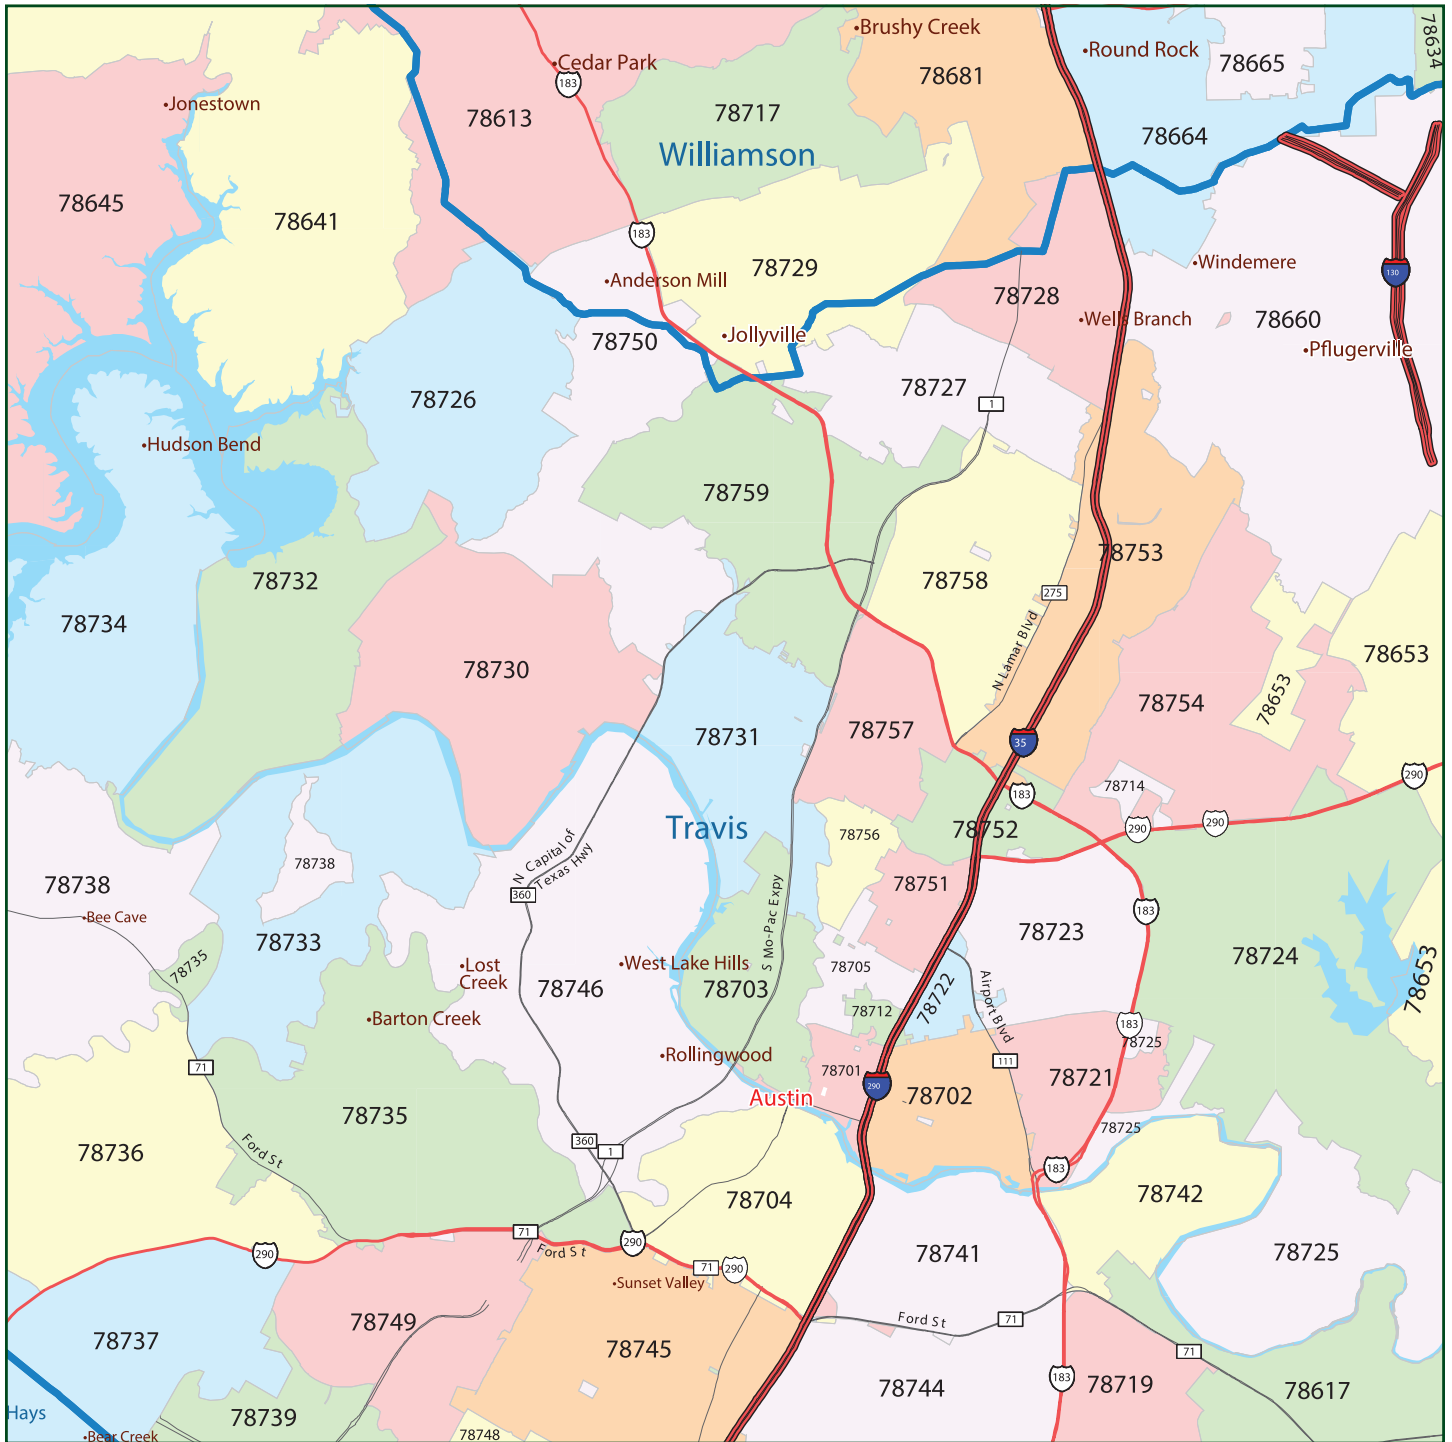 Brushy Creek
Round Rock
78634
Cedar Park
78665
78681
183
Jonestown
78613
78717
78664
Williamson
78645
78641
183
78729
Windemere
130
Anderson Mill
78728
Wells Branch
78660
Jollyville
78750
Pflugerville
78726
78727
1
Hudson Bend
78759
78753
78732
78758
275
78734
N Lamar Blvd
78653
78730
78653
78754
78731
78757
35
290
78714
183
Travis
290
290
78756
78752
N Capital of
Texas Hwy
78738
78738
360
78751
183
Bee Cave
S Mo-Pac Expy
78733
78723
78724
78735
Lost
Creek
West Lake Hills
78705
78653
78746
78703
78722
Airport Blvd
Barton Creek
78712
183
78725
Rollingwood
71
78701
111
78721
290
Austin
78702
78735
78725
Ford St
360
1
78736
183
78704
78742
71
290
Ford St
290
78741
78725
71
290
Sunset Valley
78749
Ford St
71
78737
78745
71
183
78744
78719
78617
Hays
78739
Bear Creek
78748